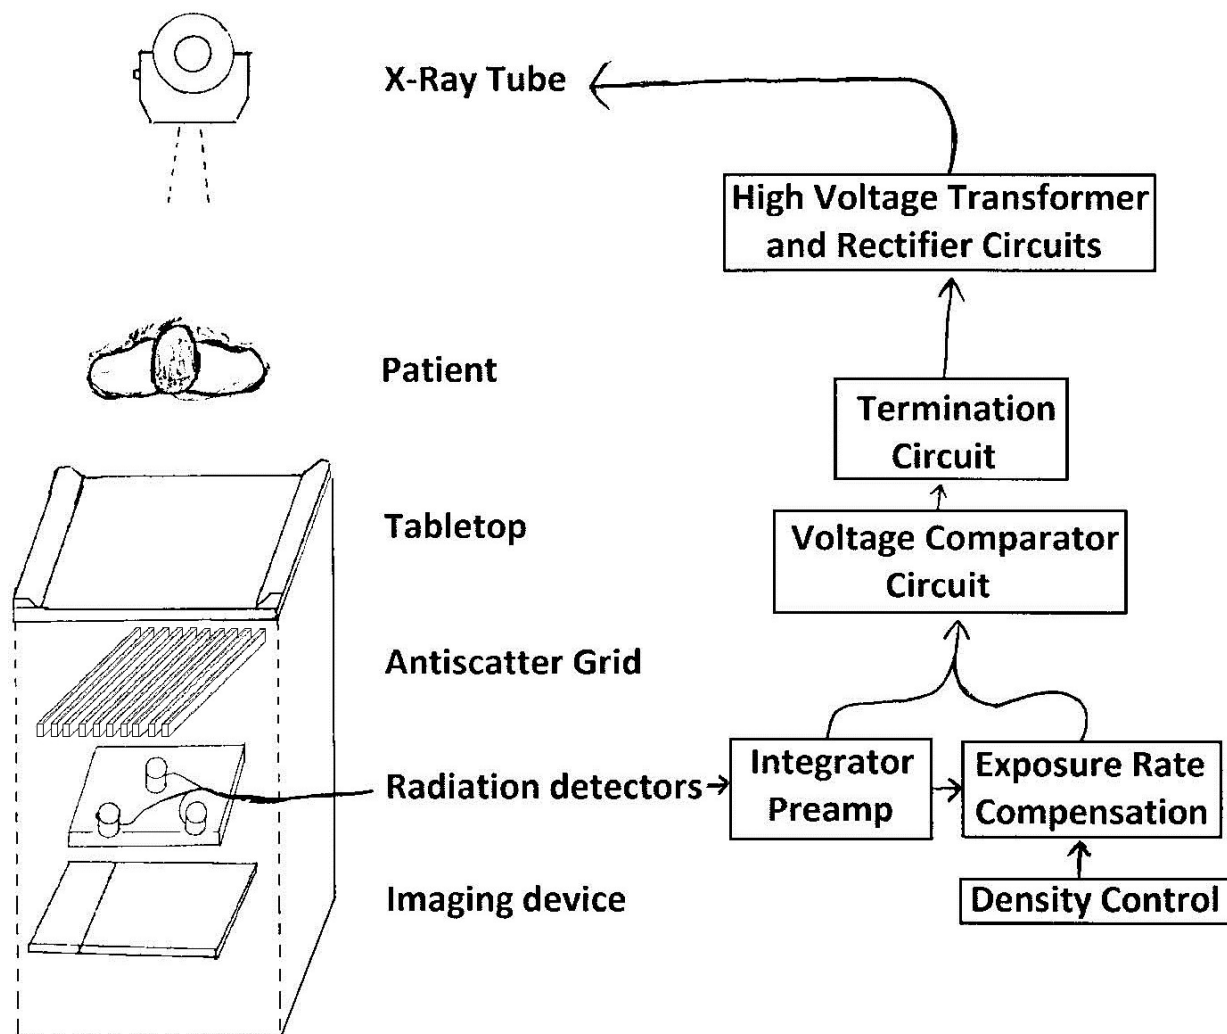 X-Ray Tube
High Voltage Transformer
and Rectifier Circuits
Patient
Termination
Circuit
Tabletop
Voltage Comparator
Circuit
Antiscatter Grid
Radiation detectors
Integrator
Preamp
Exposure Rate
Compensation
Imaging device
Density Control